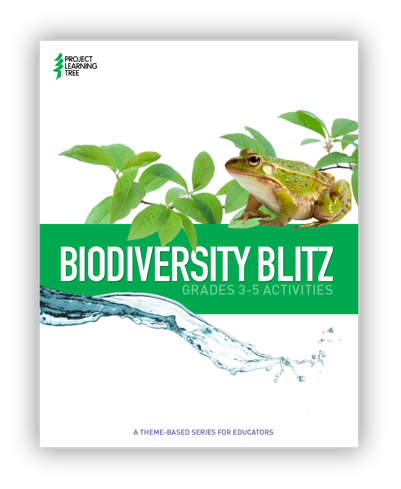 PROJECT
LEARNING
TREE
BIODIVERSITY BLITZ
GRADES 3-5 ACTIVITIES
A THEME-BASED SERIES FOR EDUCATORS